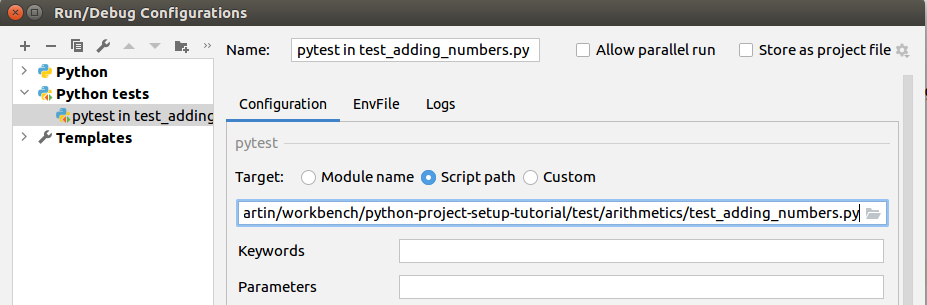 Run/Debug Configurations
Name: pytest in test_adding_numbers.py Allow parallel run Store as project file
Python
Python tests
pytest in test_adding
Templates
Configuration EnvFile Logs
pytest
Target: Module name Script path Custom
artin/workbench/python-project-setup-tutorial/test/arithmetics/test_adding_numbers.py
Keywords
Parameters